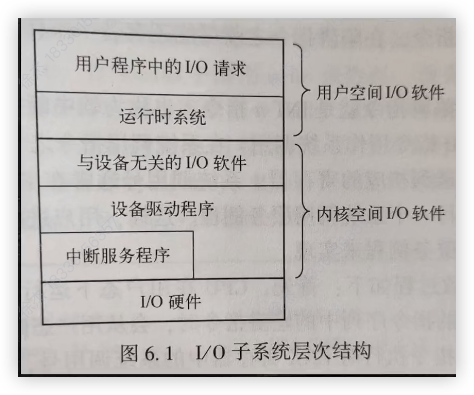 用户程序中的I/O请求
运行时系统
用户空间I/O软件
与设备无关的I/O软件
设备驱动程序
中断服务程序
内核空间I/O软件
I/O硬件
图6.1 I/O子系统层次结构